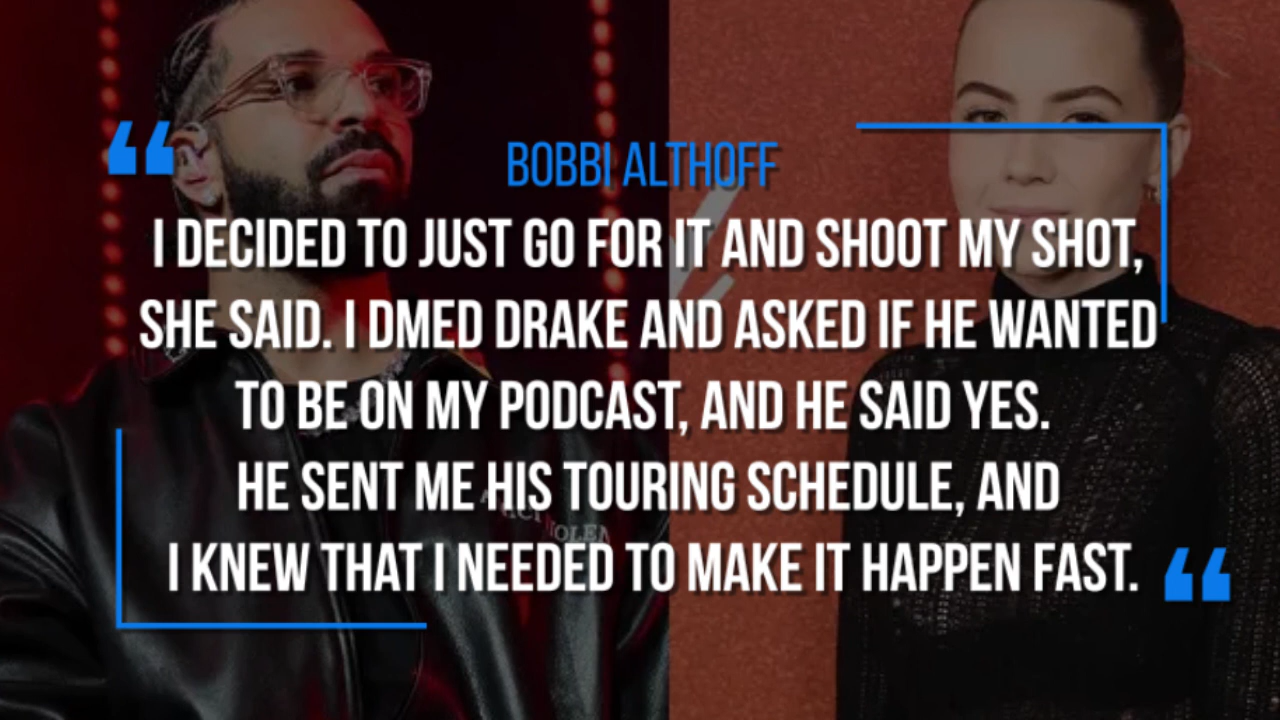 “
BOBBI ALTHOFF
I DECIDED TO JUST GO FOR IT AND SHOOT MY SHOT,
SHE SAID. I DMED DRAKE AND ASKED IF HE WANTED
TO BE ON MY PODCAST, AND HE SAID YES.
HE SENT ME HIS TOURING SCHEDULE, AND
I KNEW THAT I NEEDED TO MAKE IT HAPPEN FAST.
“